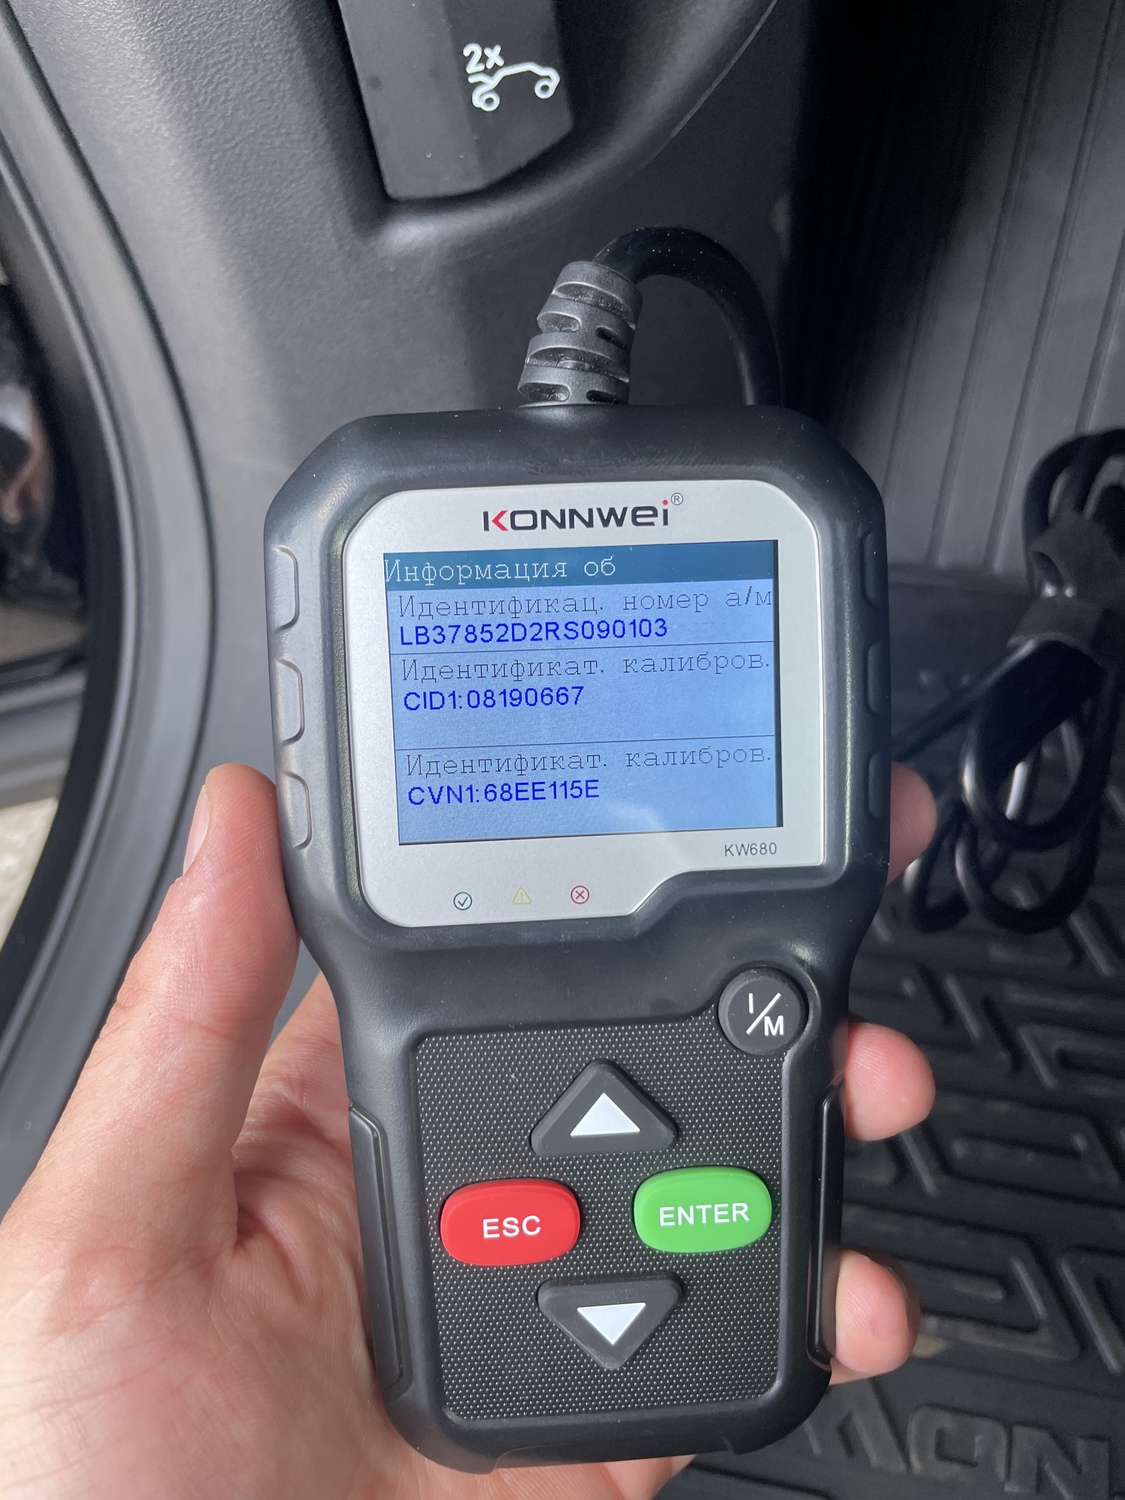 2x
KONNWEI®
Информация об
Идентификац. номер а/м
LB37852D2RS090103
Идентификат. калибров.
CID1:08190667
Идентификат. калибров.
CVN1:68EE115E
KW680
I/M
ESC
ENTER